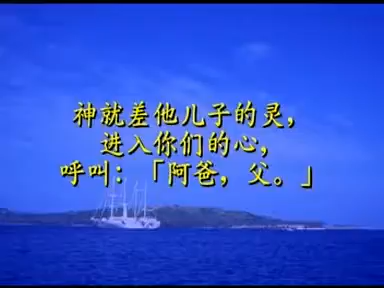 神就差他儿子的灵，
进入你们的心，
呼叫：「阿爸，父。」